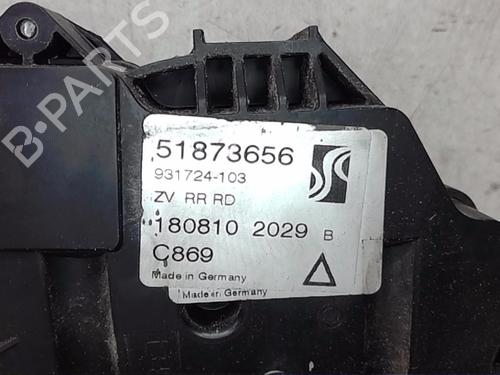 51873656
931724-103
ZV RR RD
180810 2029 B
C869
Made in Germany
Made in Germany
B-PARTS